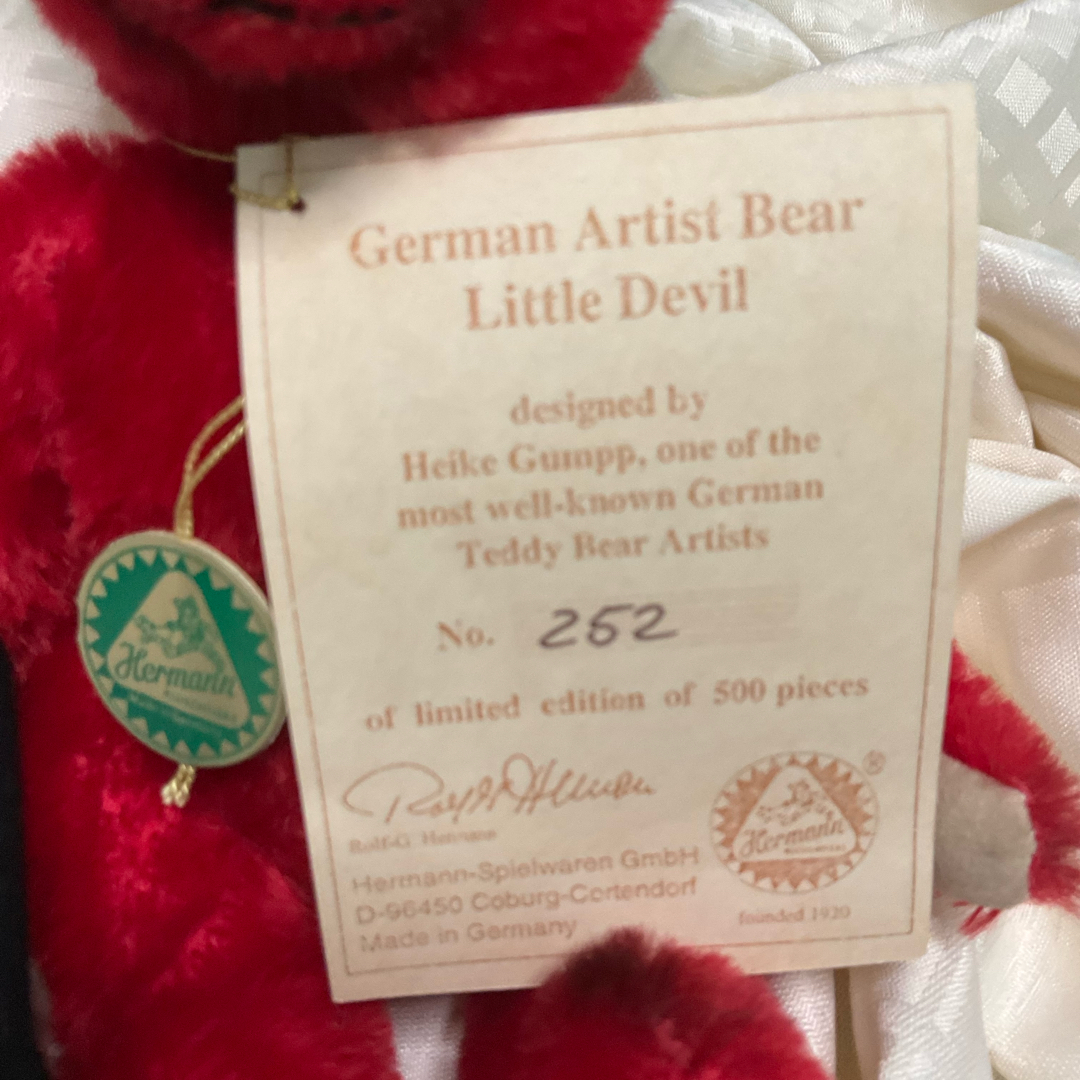 German Artist Bear
Little Devil
designed by
Heike Gumpp, one of the
most well-known German
Teddy Bear Artists
No. 252
of limited edition of 500 pieces
Rolf-G Hermann
Hermann-Spielwaren GmbH
D-96450 Coburg-Cortendorf
Made in Germany
Hermann
®
founded 1920
Hermann